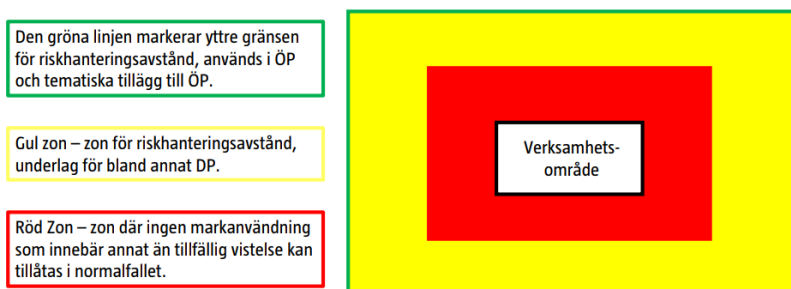 Den gröna linjen markerar yttre gränsen
för riskhanteringsavstånd, används i ÖP
och tematiska tillägg till ÖP.
Gul zon – zon för riskhanteringsavstånd,
underlag för bland annat DP.
Röd Zon – zon där ingen markanvändning
som innebär annat än tillfällig vistelse kan
tillåtas i normalfallet.
Verksamhets-
område